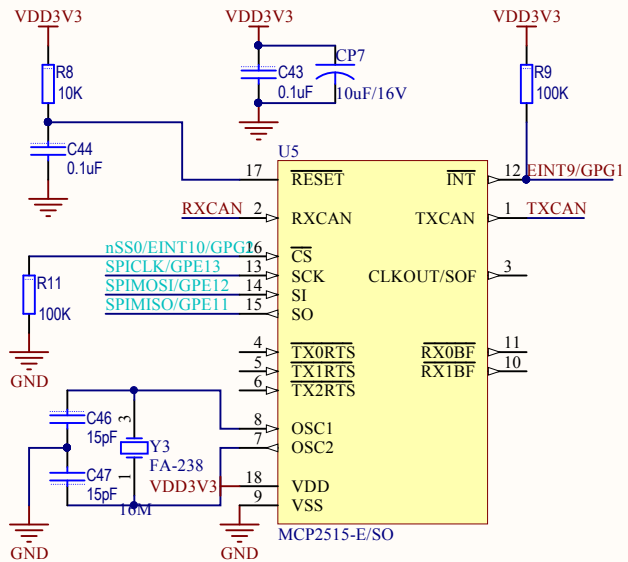 VDD3V3
VDD3V3
VDD3V3
R8
10K
C43
0.1uF
CP7
10uF/16V
R9
100K
C44
0.1uF
U5
17
RESET
INT
12
EINT9/GPG1
RXCAN
2
RXCAN
TXCAN
1
TXCAN
nSS0/EINT10/GPG2
16
CS
SPICLK/GPE13
13
SCK
CLKOUT/SOF
3
SPIMOSI/GPE12
14
SI
SPIMISO/GPE11
15
SO
R11
100K
GND
4
TX0RTS
RX0BF
11
5
TX1RTS
RX1BF
10
6
TX2RTS
C46
15pF
3
8
OSC1
7
OSC2
Y3
FA-238
C47
15pF
1
16M
VDD3V3
18
VDD
9
VSS
GND
GND
MCP2515-E/SO